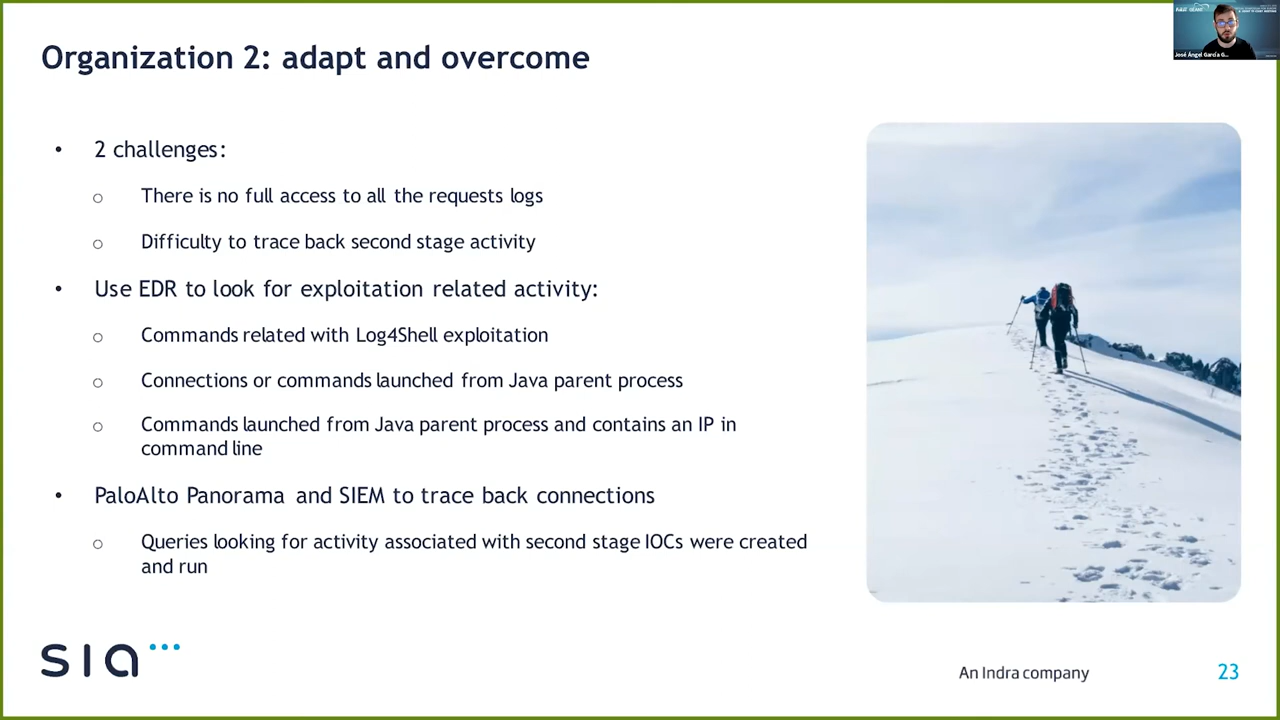 Organization 2: adapt and overcome
José Ángel García G...
• 2 challenges:
o There is no full access to all the requests logs
o Difficulty to trace back second stage activity
• Use EDR to look for exploitation related activity:
o Commands related with Log4Shell exploitation
o Connections or commands launched from Java parent process
o Commands launched from Java parent process and contains an IP in
command line
• PaloAlto Panorama and SIEM to trace back connections
o Queries looking for activity associated with second stage IOCs were created
and run
sia
An Indra company
23